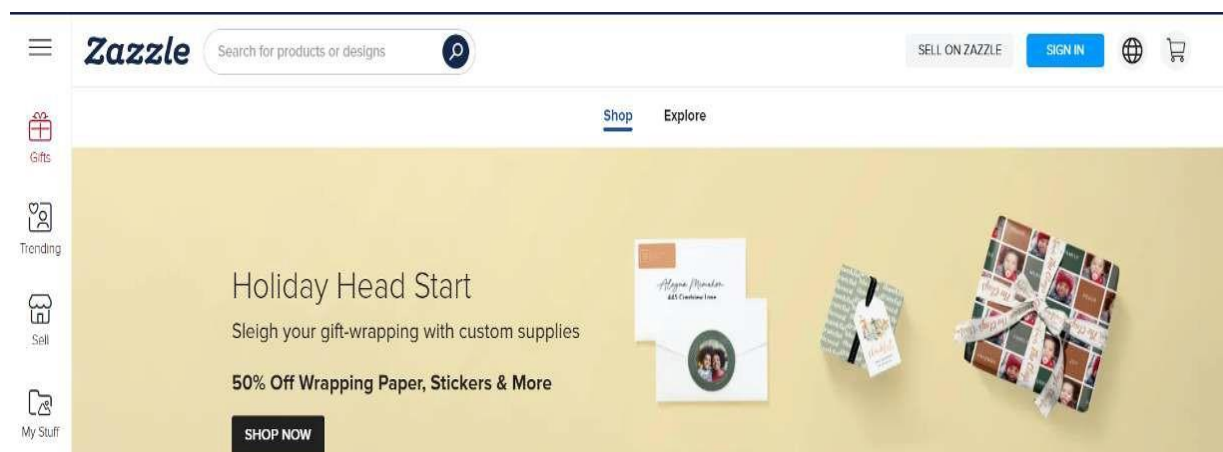 Zazzle
Search for products or designs
SELL ON ZAZZLE
SIGN IN
Shop
Explore
Gifts
Trending
Sell
My Stuff
Holiday Head Start
Sleigh your gift-wrapping with custom supplies
50% Off Wrapping Paper, Stickers & More
SHOP NOW